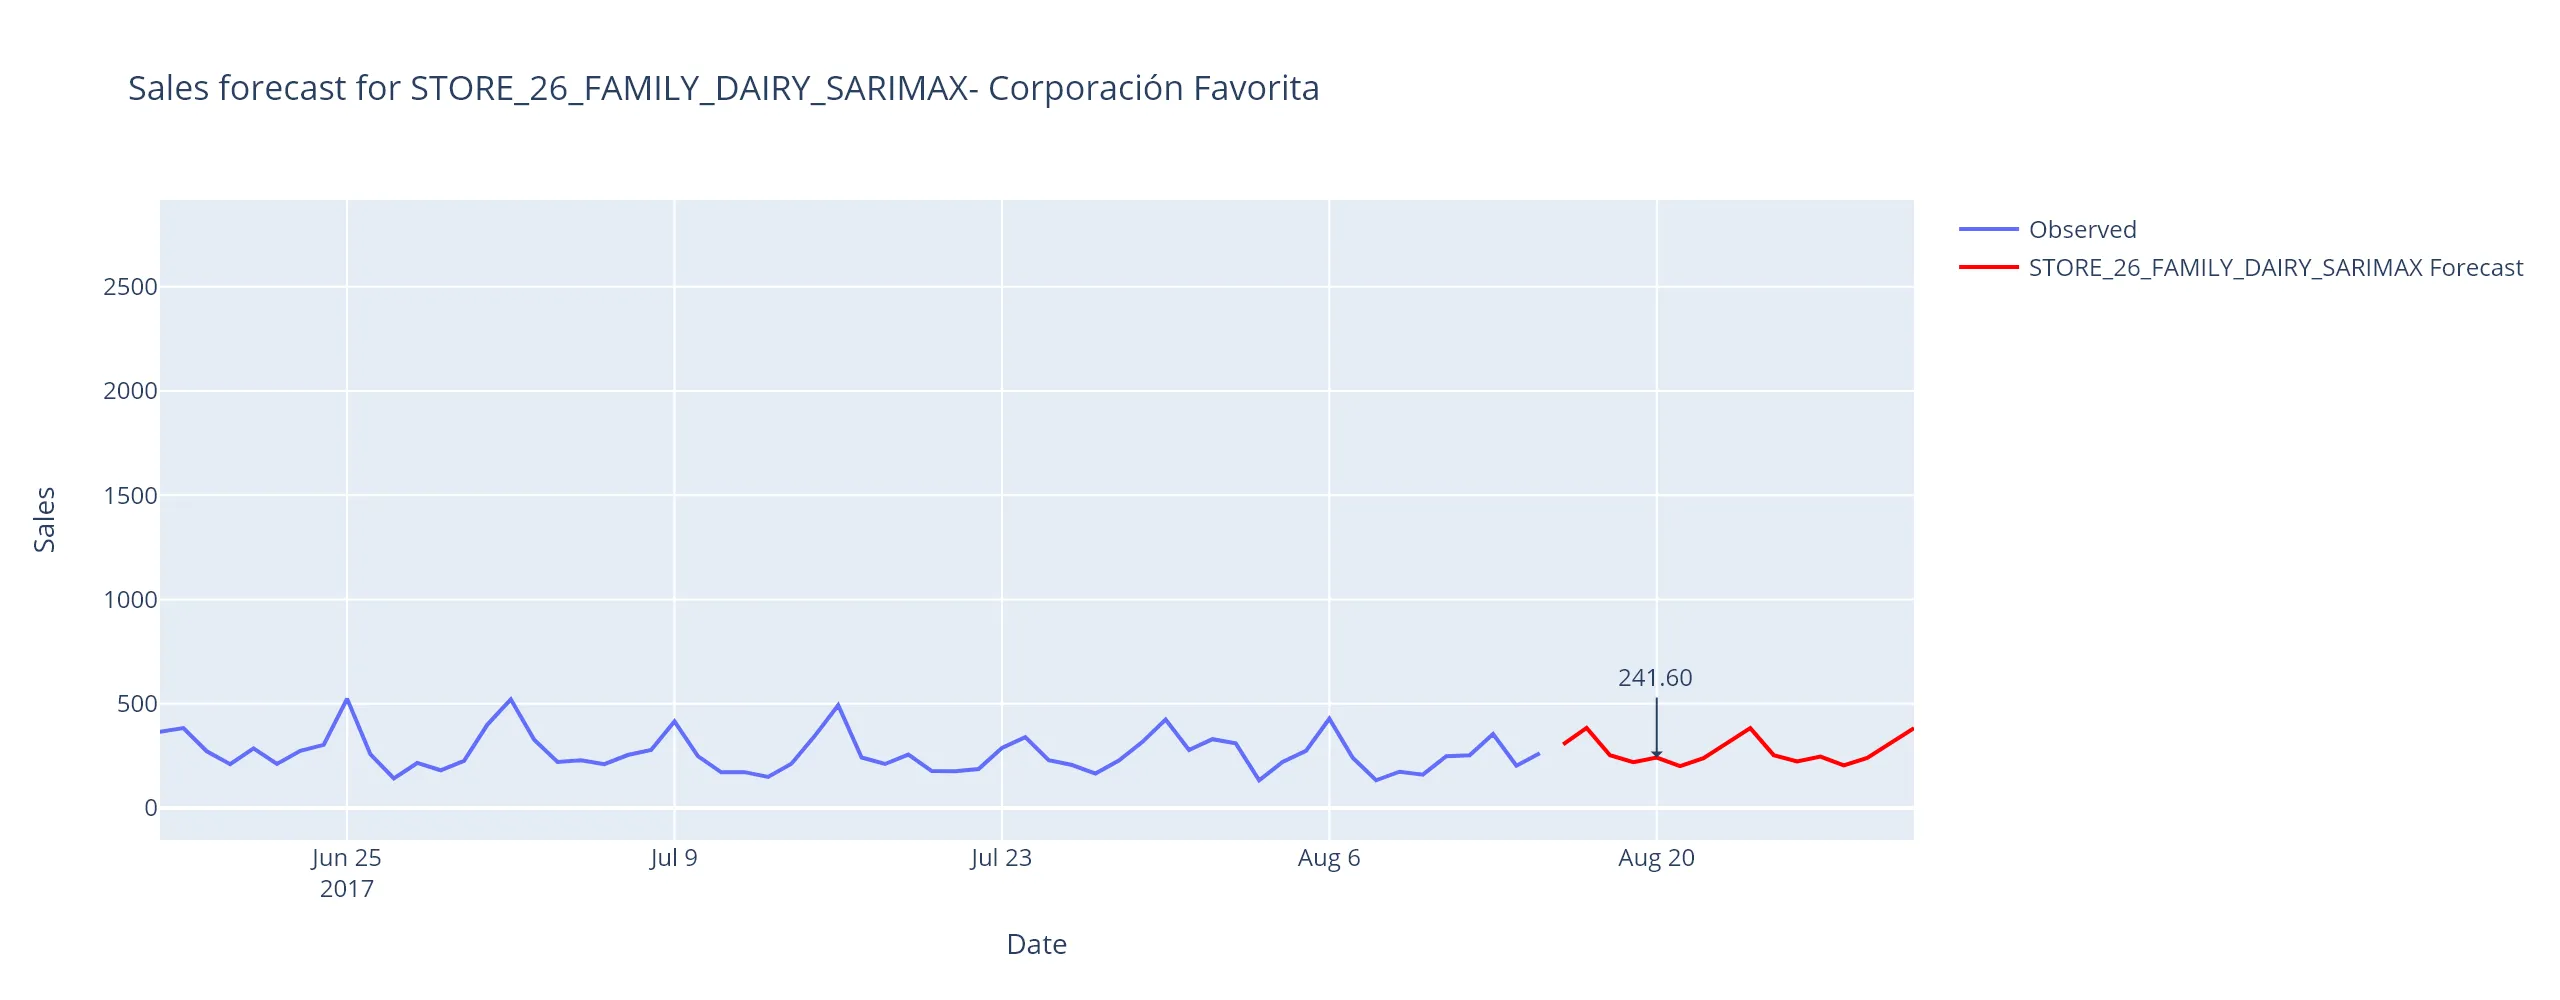 Sales forecast for STORE_26_FAMILY_DAIRY_SARIMAX- Corporación Favorita
Observed
STORE_26_FAMILY_DAIRY_SARIMAX Forecast
Sales
2500
2000
1500
1000
500
0
241.60
Jun 25
2017
Jul 9
Jul 23
Aug 6
Aug 20
Date